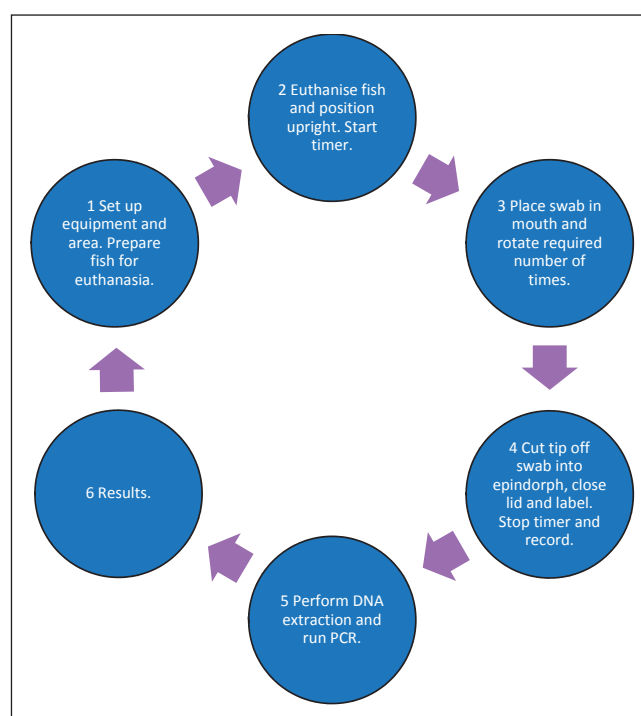 1 Set up
equipment and
area. Prepare
fish for
euthanasia.
2 Euthanise fish
and position
upright. Start
timer.
3 Place swab in
mouth and
rotate required
number of
times.
4 Cut tip off
swab into
epindorph, close
lid and label.
Stop timer and
record.
5 Perform DNA
extraction and
run PCR.
6 Results.